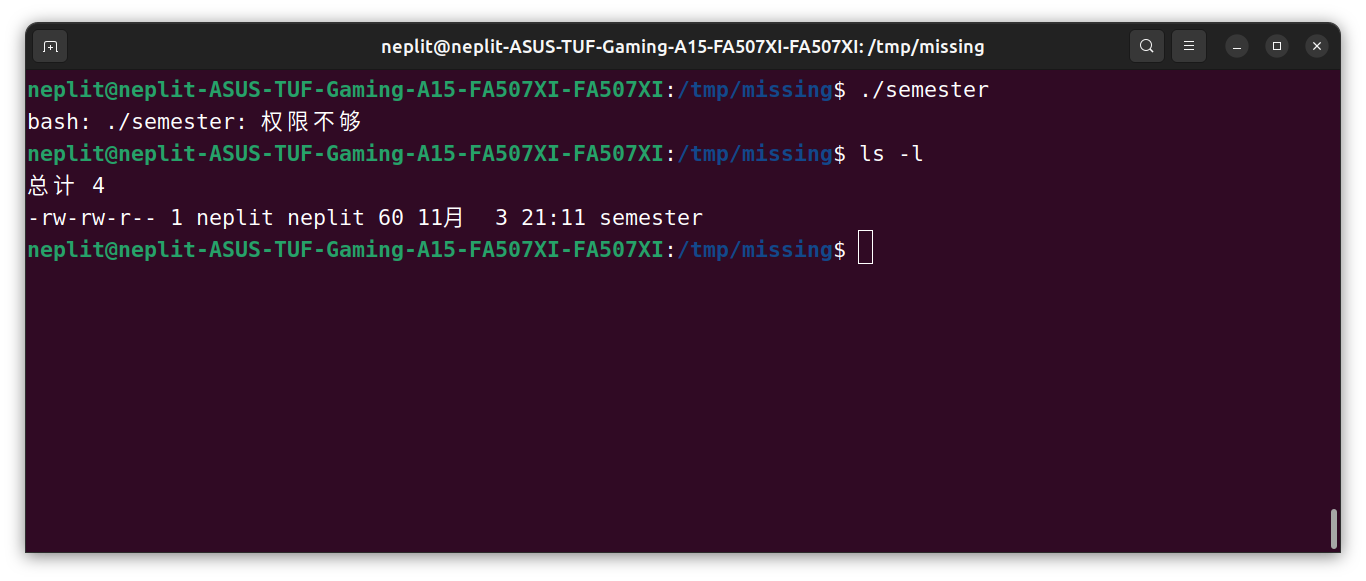 neplit@neplit-ASUS-TUF-Gaming-A15-FA507XI-FA507XI: /tmp/missing
neplit@neplit-ASUS-TUF-Gaming-A15-FA507XI-FA507XI:/tmp/missing$ ./semester
bash: ./semester: 权限不够
neplit@neplit-ASUS-TUF-Gaming-A15-FA507XI-FA507XI:/tmp/missing$ ls -l
总计 4
-rw-rw-r-- 1 neplit neplit 60 11月  3 21:11 semester
neplit@neplit-ASUS-TUF-Gaming-A15-FA507XI-FA507XI:/tmp/missing$